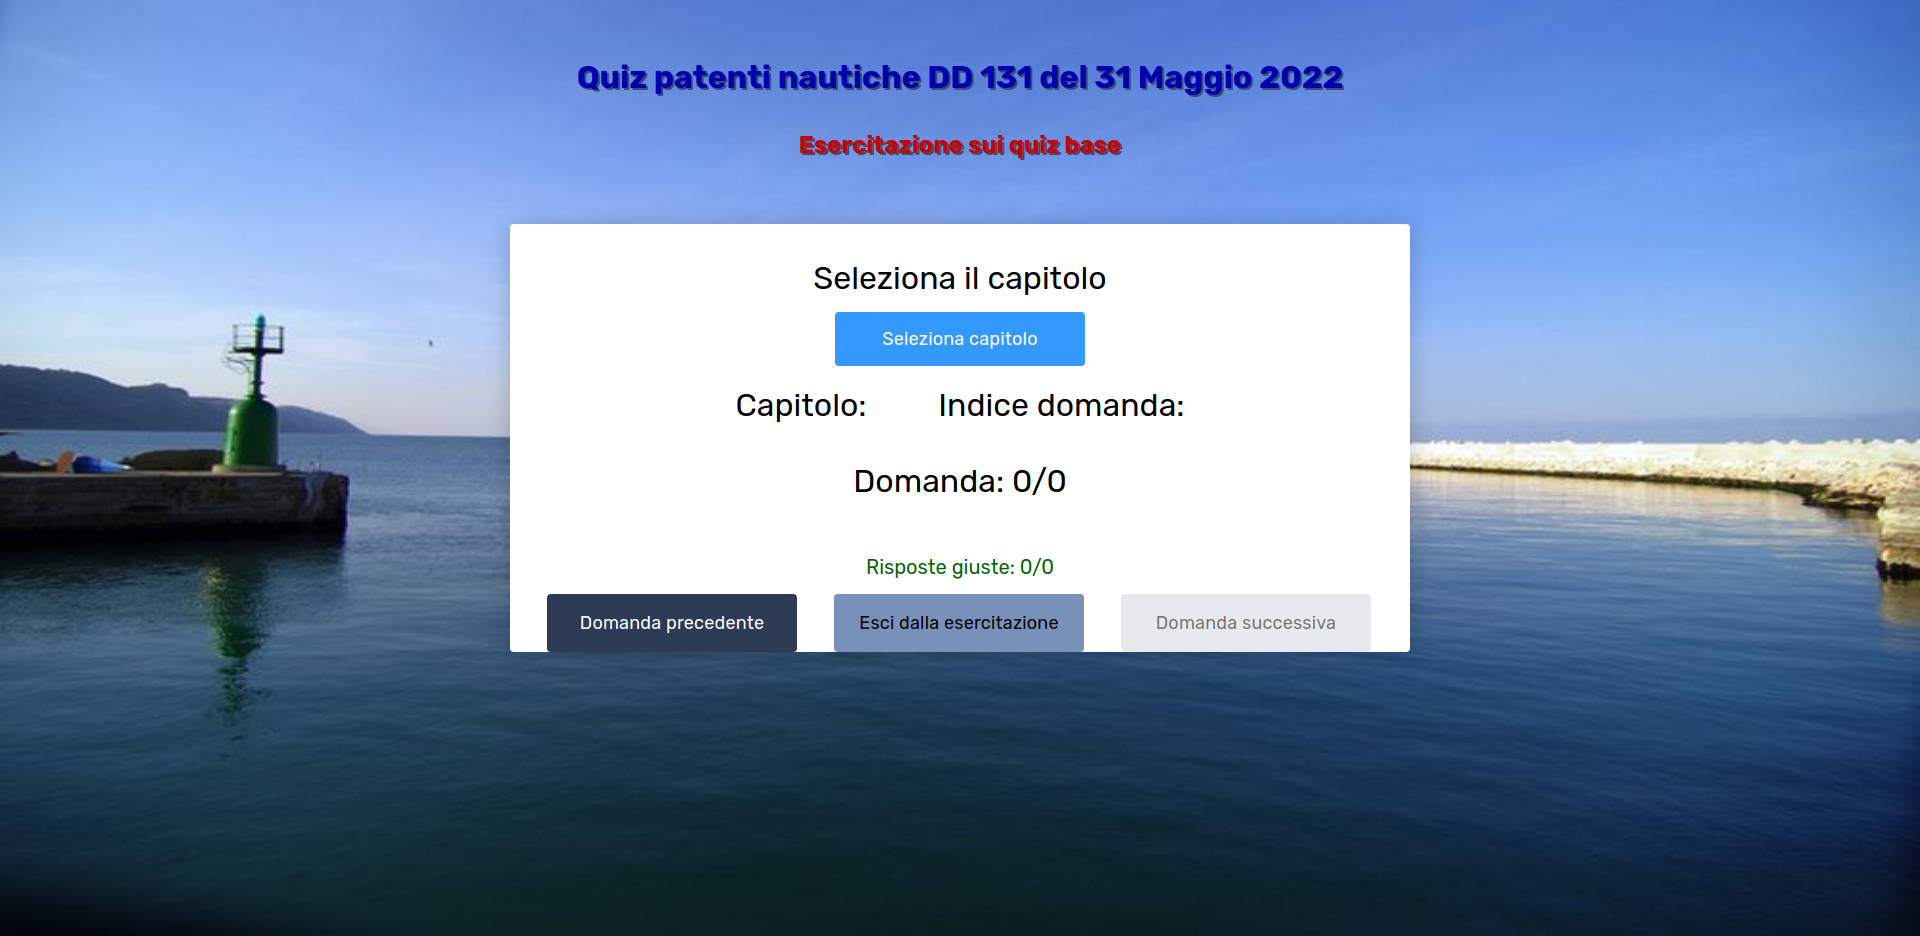 Quiz patenti nautiche DD 131 del 31 Maggio 2022
Esercitazione sui quiz base
Seleziona il capitolo
Seleziona capitolo
Capitolo: Indice domanda:
Domanda: 0/0
Risposte giuste: 0/0
Domanda precedente Esci dalla esercitazione Domanda successiva